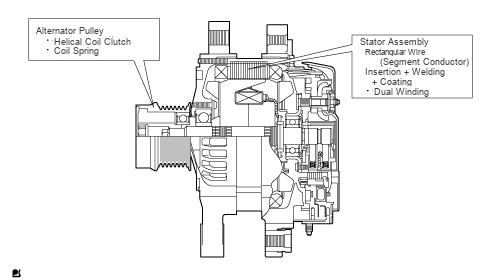 Alternator Pulley
・Helical Coil Clutch
・Coil Spring
Stator Assembly
Rectangular Wire
(Segment Conductor)
Insertion + Welding
+ Coating
・Dual Winding